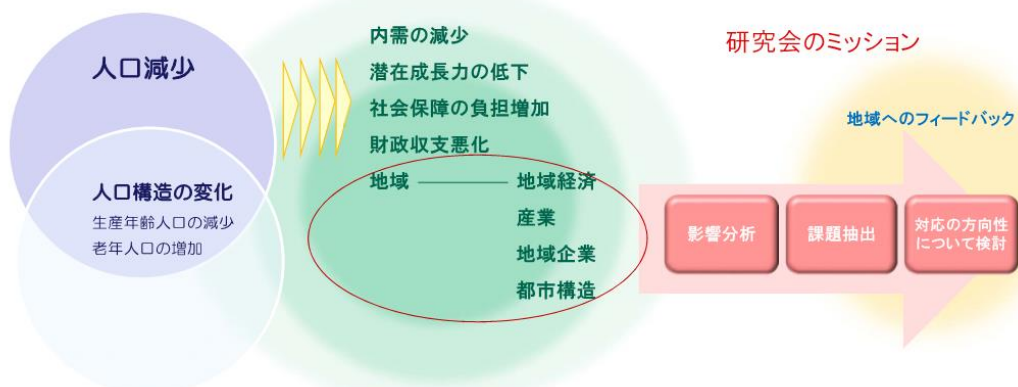 人口減少
人口構造の変化
生産年齢人口の減少
老年人口の増加
内需の減少
潜在成長力の低下
社会保障の負担増加
財政収支悪化
地域 ——— 地域経済
産業
地域企業
都市構造
研究会のミッション
地域へのフィードバック
影響分析
課題抽出
対応の方向性
について検討